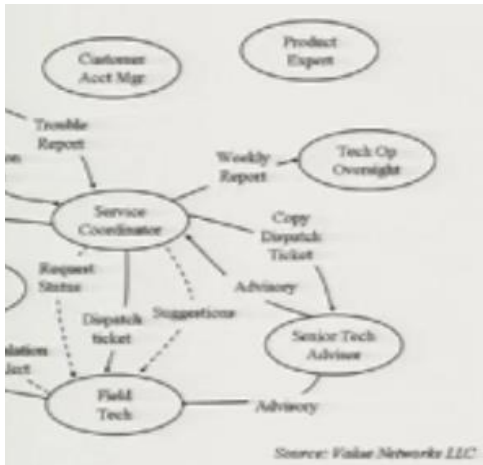 Customer
Acct Mgr
Product
Expert
Trouble
Report
Weekly
Report
Tech Op
Oversight
Service
Coordinator
Copy
Dispatch
Ticket
Request
Status
Advisory
Dispatch
ticket
Suggestions
Senior Tech
Advisor
Field
Tech
Advisory
Source: Value Networks LLC